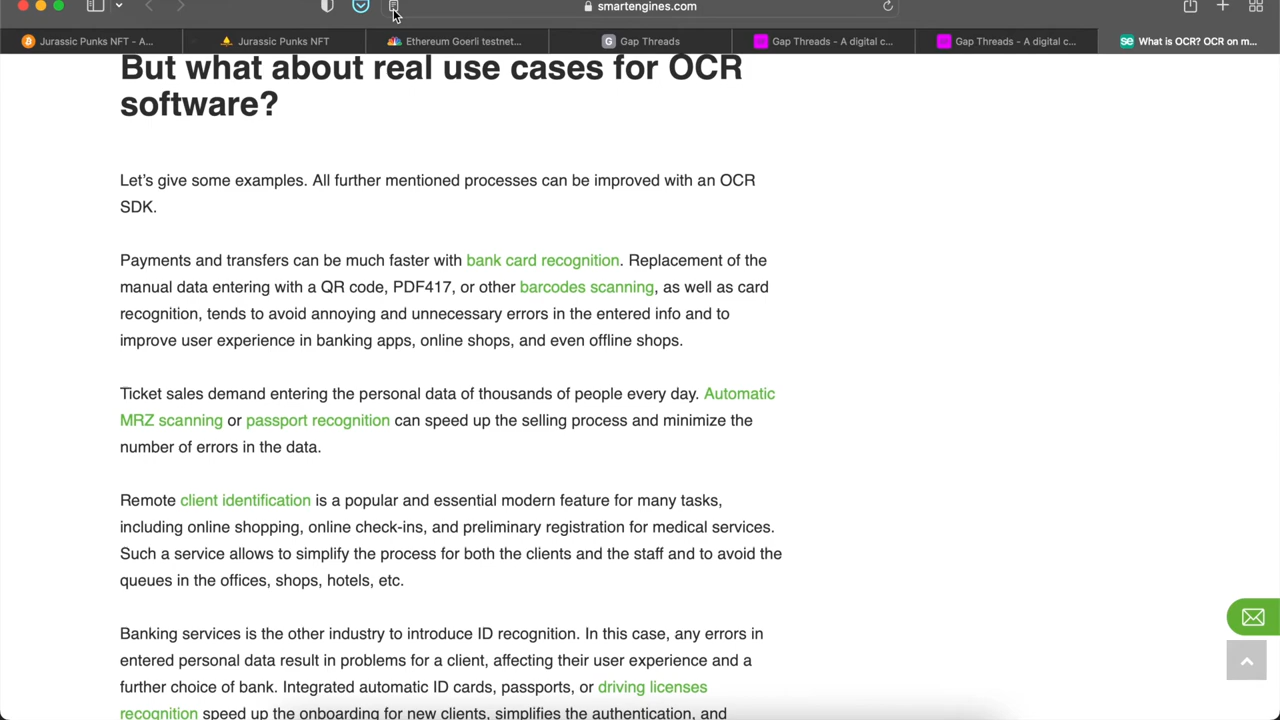 smartengines.com
Jurassic Punks NFT - A...
Jurassic Punks NFT
Ethereum Goerli testnet...
G Gap Threads
Gap Threads - A digital c...
Gap Threads - A digital c...
se What is OCR? OCR on m...
But what about real use cases for OCR
software?
Let’s give some examples. All further mentioned processes can be improved with an OCR
SDK.
Payments and transfers can be much faster with bank card recognition. Replacement of the
manual data entering with a QR code, PDF417, or other barcodes scanning, as well as card
recognition, tends to avoid annoying and unnecessary errors in the entered info and to
improve user experience in banking apps, online shops, and even offline shops.
Ticket sales demand entering the personal data of thousands of people every day. Automatic
MRZ scanning or passport recognition can speed up the selling process and minimize the
number of errors in the data.
Remote client identification is a popular and essential modern feature for many tasks,
including online shopping, online check-ins, and preliminary registration for medical services.
Such a service allows to simplify the process for both the clients and the staff and to avoid the
queues in the offices, shops, hotels, etc.
Banking services is the other industry to introduce ID recognition. In this case, any errors in
entered personal data result in problems for a client, affecting their user experience and a
further choice of bank. Integrated automatic ID cards, passports, or driving licenses
recognition speed up the onboarding for new clients, simplifies the authentication, and